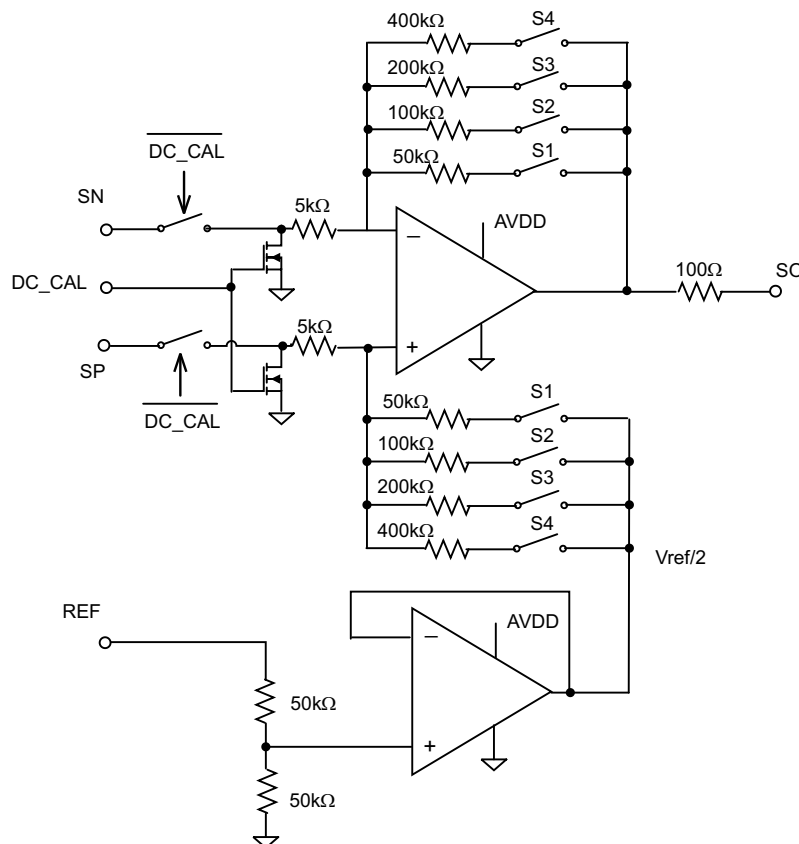 400kΩ
S4
200kΩ
S3
100kΩ
S2
50kΩ
S1
DC_CAL
SN
5kΩ
AVDD
−
DC_CAL
100Ω
SO
5kΩ
+
SP
DC_CAL
50kΩ
S1
100kΩ
S2
200kΩ
S3
400kΩ
S4
Vref/2
REF
AVDD
−
50kΩ
+
50kΩ